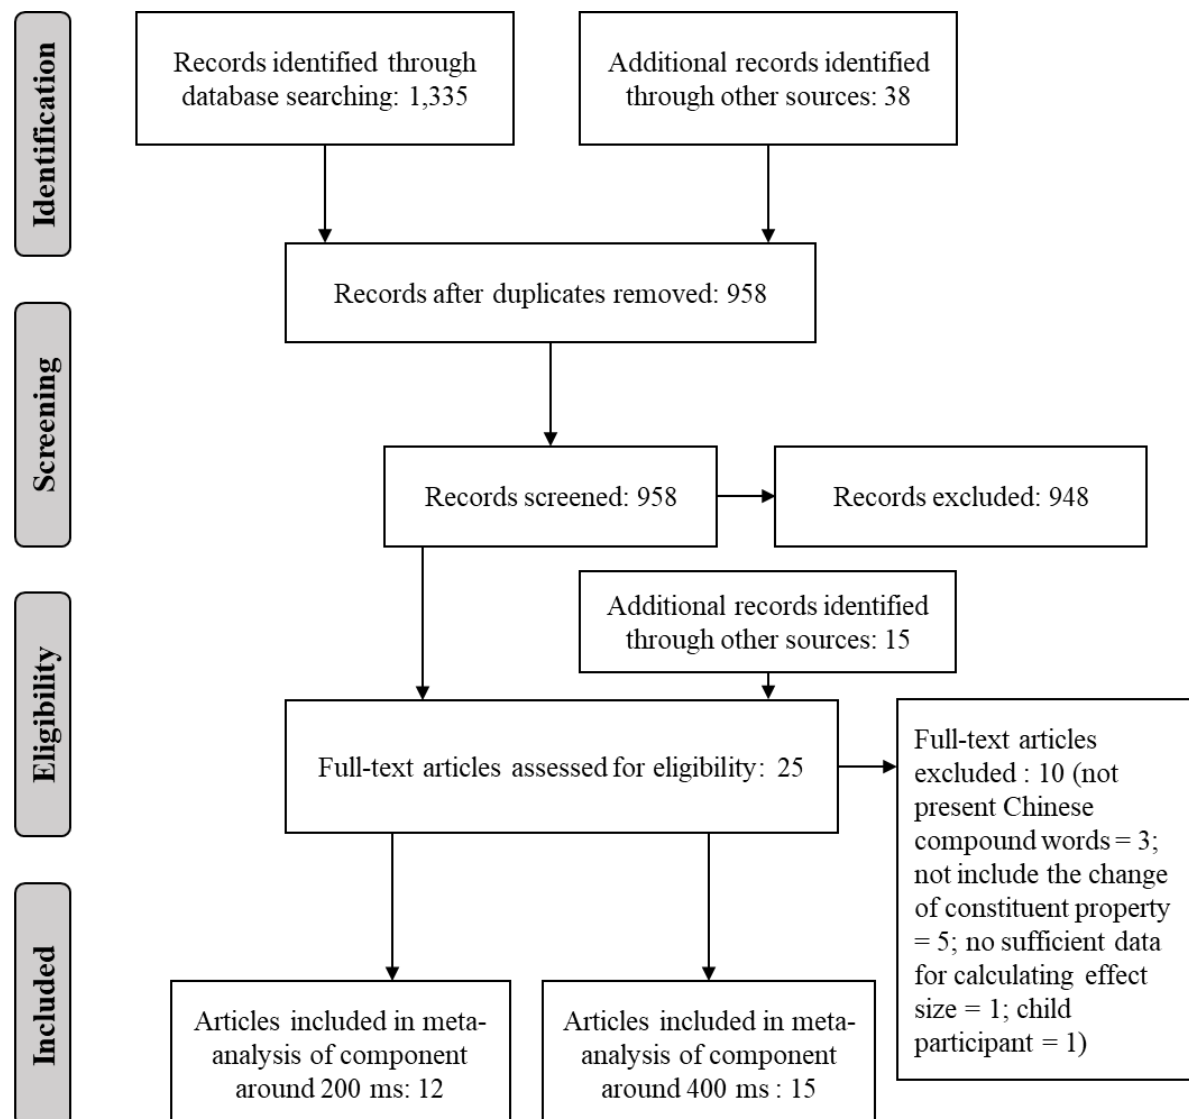 Identification
Records identified through
database searching: 1,335
Additional records identified
through other sources: 38
Records after duplicates removed: 958
Screening
Records screened: 958
Records excluded: 948
Eligibility
Additional records identified
through other sources: 15
Full-text articles assessed for eligibility: 25
Full-text articles
excluded : 10 (not
present Chinese
compound words = 3;
not include the change
of constituent property
= 5; no sufficient data
for calculating effect
size = 1; child
participant = 1)
Included
Articles included in meta-
analysis of component
around 200 ms: 12
Articles included in meta-
analysis of component
around 400 ms : 15